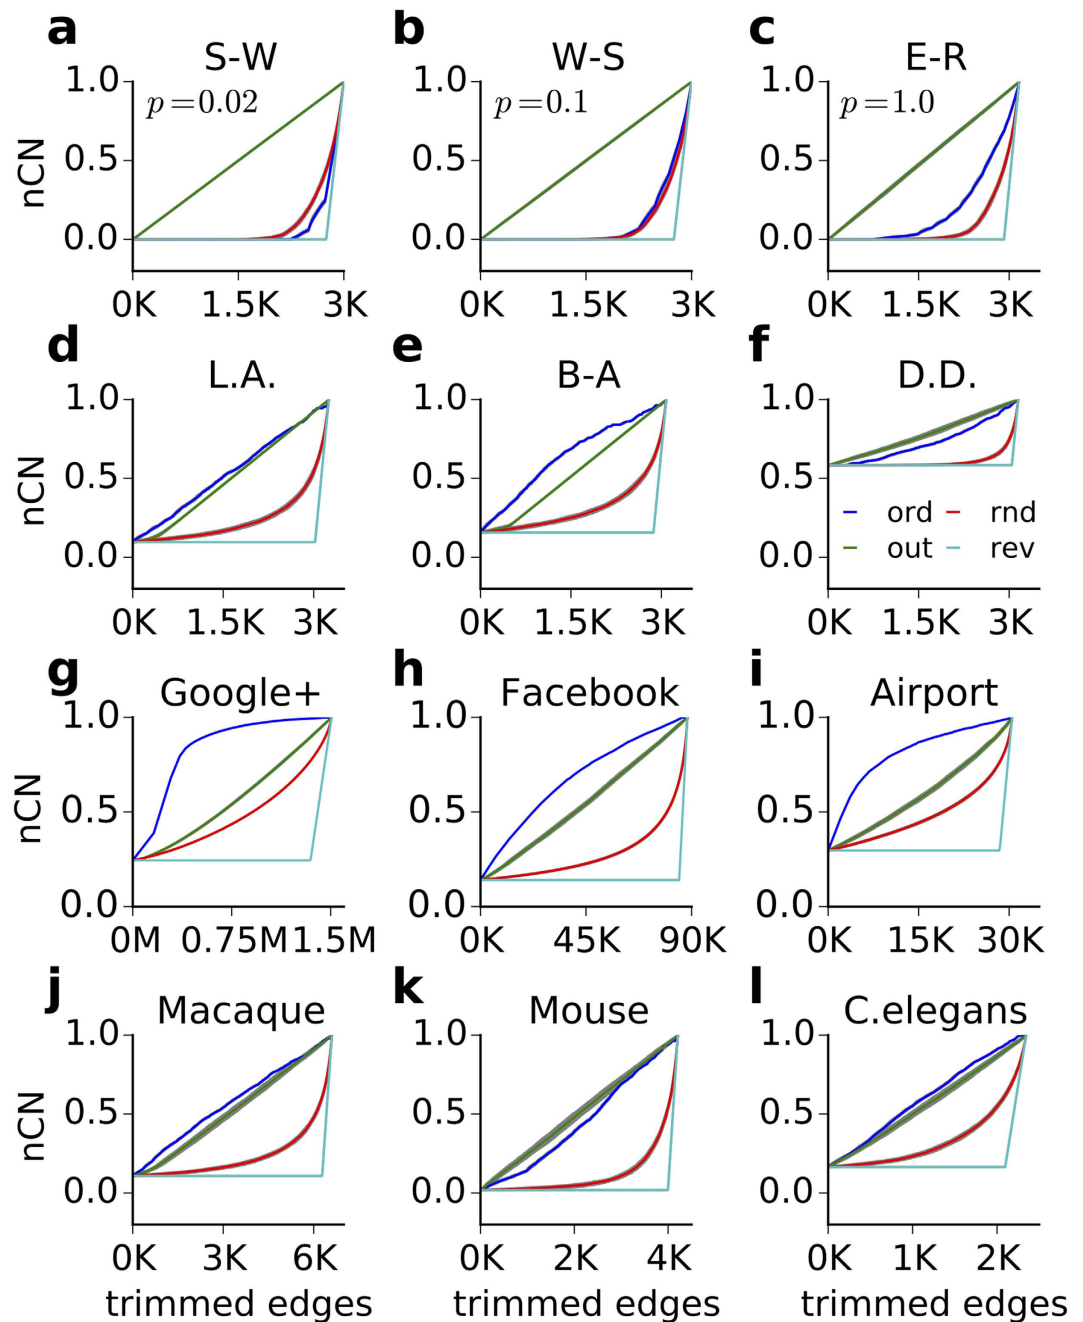 a b c
S-W W-S E-R
nCN
1.0 0.5 0.0
p=0.02
0K 1.5K 3K
1.0 0.5 0.0
p=0.1
0K 1.5K 3K
1.0 0.5 0.0
p=1.0
0K 1.5K 3K
d e f
L.A. B-A D.D.
nCN
1.0 0.5 0.0
0K 1.5K 3K
1.0 0.5 0.0
0K 1.5K 3K
1.0 0.5 0.0
ord rnd
out rev
0K 1.5K 3K
g h i
Google+ Facebook Airport
nCN
1.0 0.5 0.0
0M 0.75M 1.5M
1.0 0.5 0.0
0K 45K 90K
1.0 0.5 0.0
0K 15K 30K
j k l
Macaque Mouse C.elegans
nCN
1.0 0.5 0.0
0K 3K 6K
1.0 0.5 0.0
0K 2K 4K
1.0 0.5 0.0
0K 1K 2K
trimmed edges trimmed edges trimmed edges